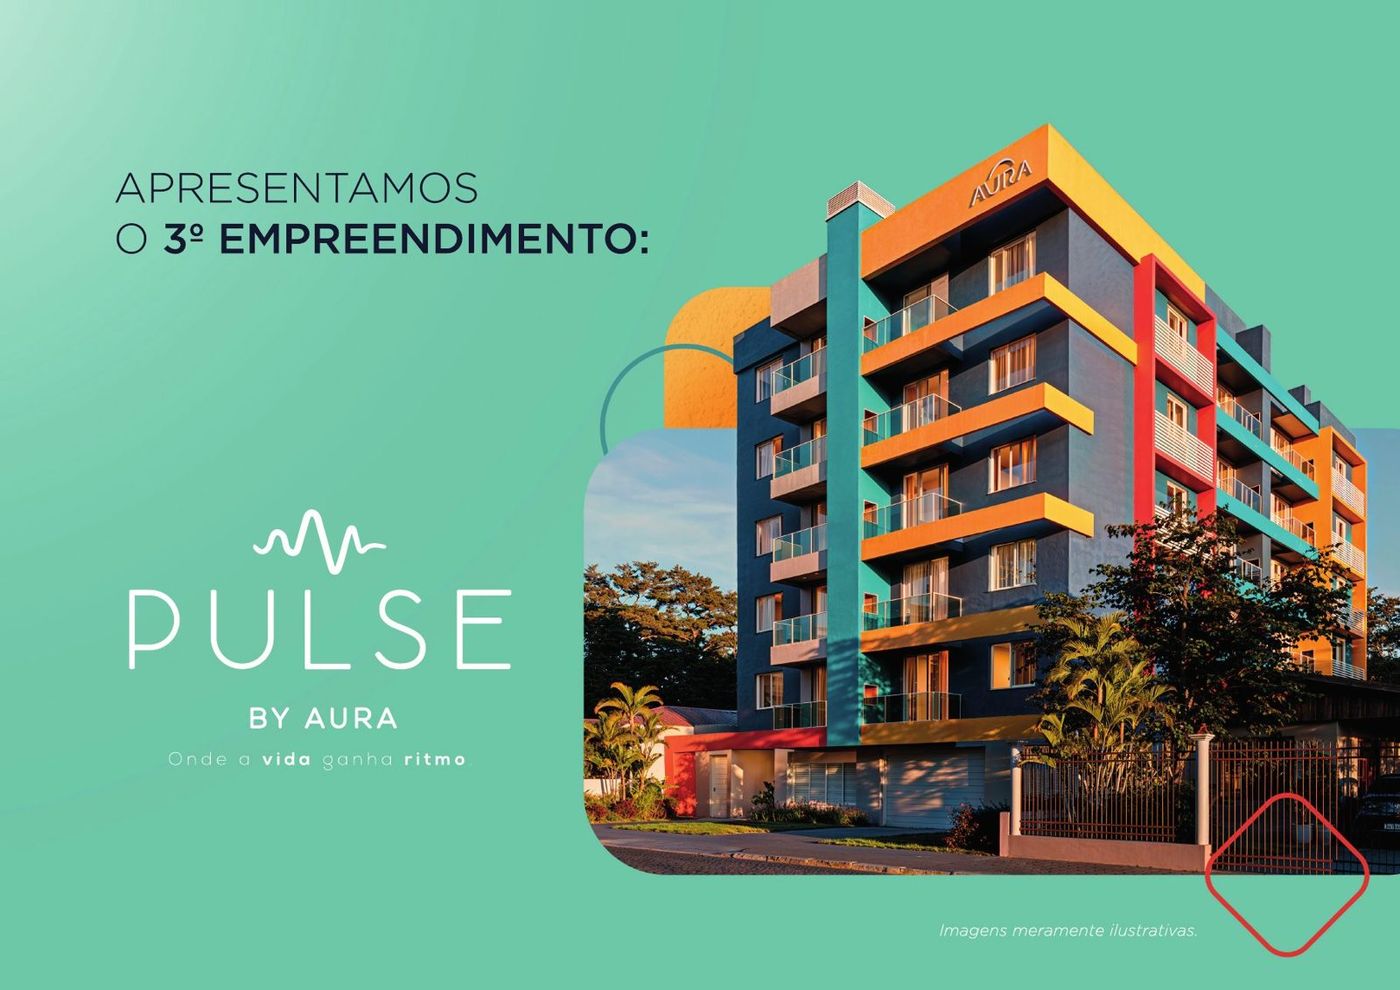 APRESENTAMOS
O 3º EMPREENDIMENTO:
AURA
PULSE
BY AURA
Onde a vida ganha ritmo
Imagens meramente ilustrativas.